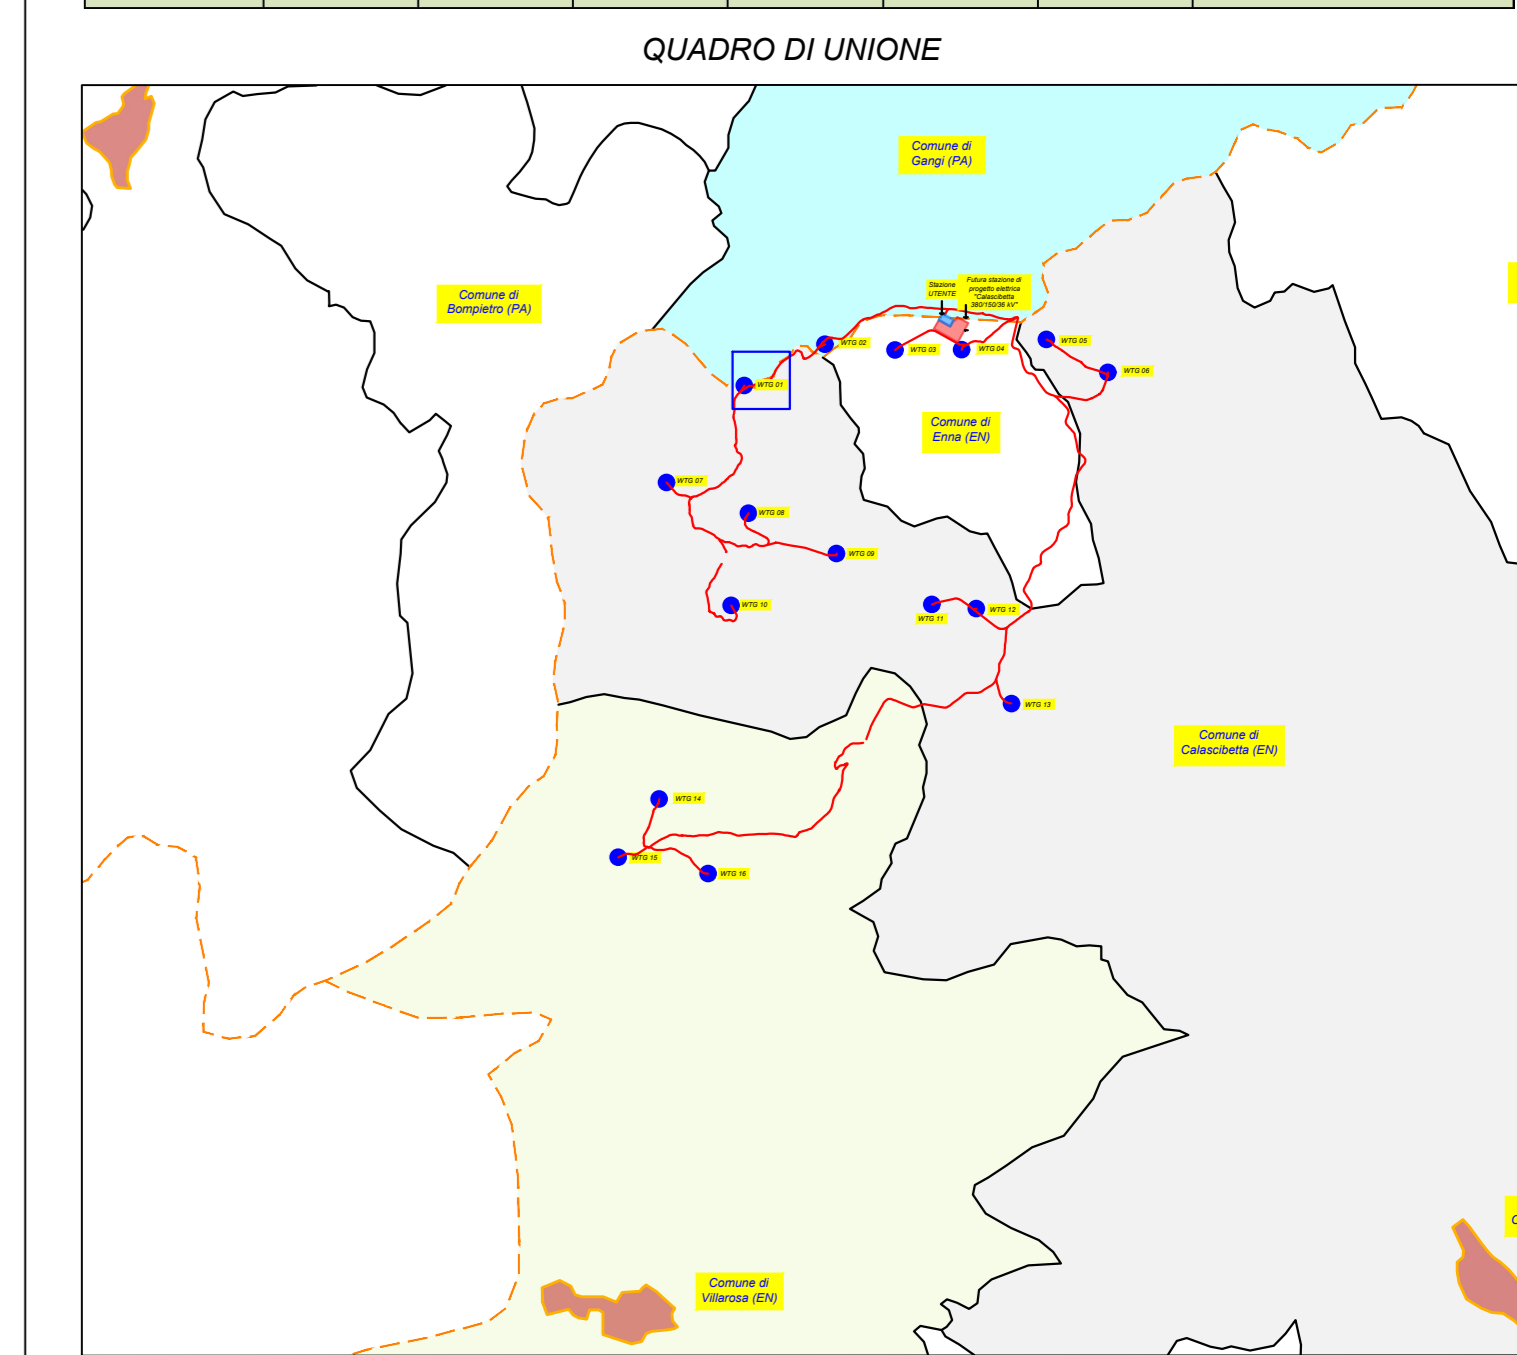 QUADRO DI UNIONE
Comune di
Gangi (PA)
Comune di
Bompietro (PA)
Stazione
UTENTE
Futura stazione di
progetto elettrica
"Calascibetta
380/150/36 kV"
WTG 02
WTG 03
WTG 04
WTG 05
WTG 06
WTG 01
Comune di
Enna (EN)
WTG 07
WTG 08
WTG 09
WTG 10
WTG 11
WTG 12
WTG 13
Comune di
Calascibetta (EN)
WTG 14
WTG 15
WTG 16
Comune di
Villarosa (EN)